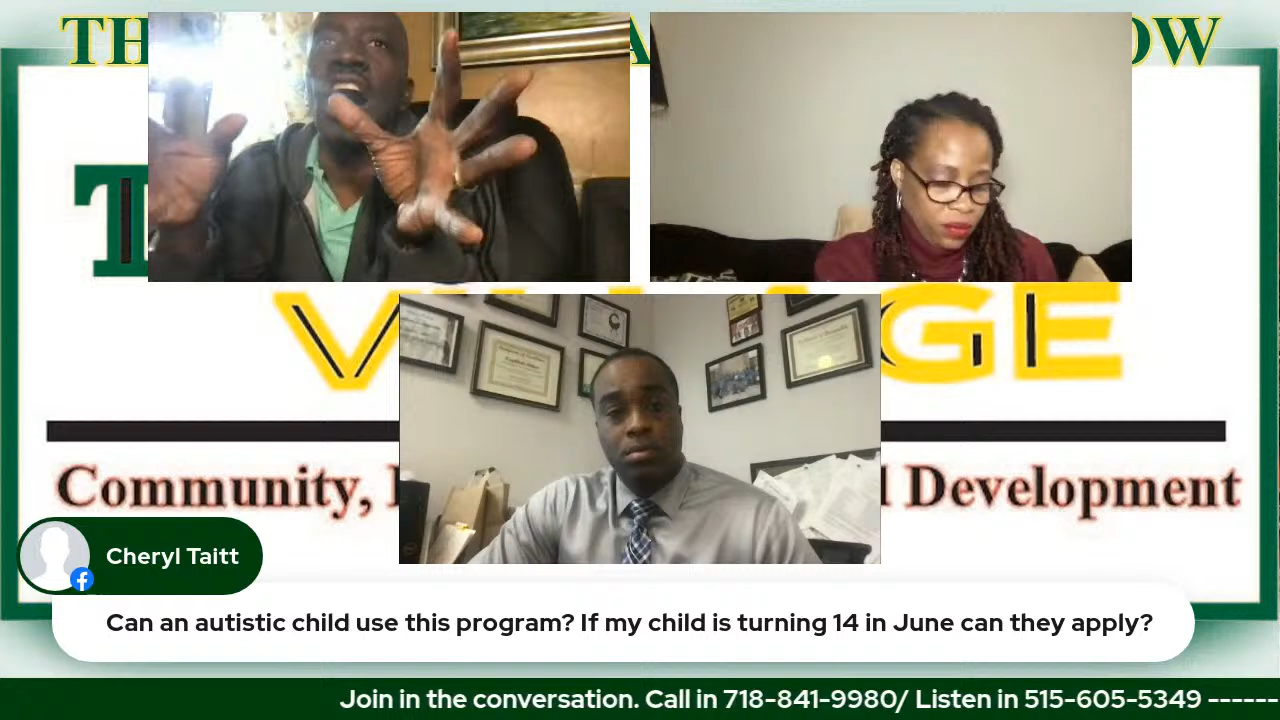 TH
OW
VILLAGE
Community,
Development
Cheryl Taitt
Can an autistic child use this program? If my child is turning 14 in June can they apply?
Join in the conversation. Call in 718-841-9980/ Listen in 515-605-5349 ------